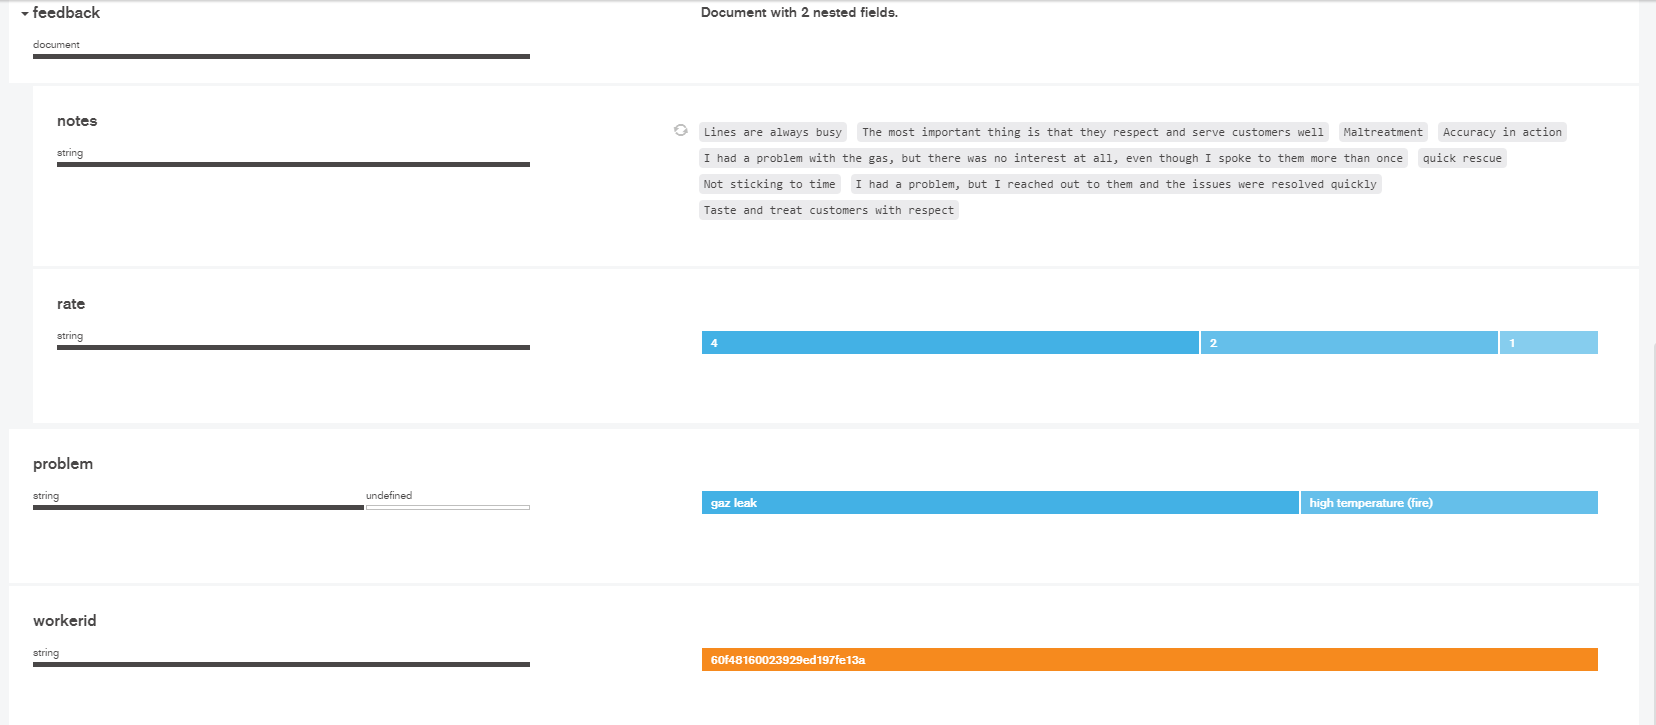 feedback
Document with 2 nested fields.
document
notes
string
Lines are always busy The most important thing is that they respect and serve customers well Maltreatment Accuracy in action
I had a problem with the gas, but there was no interest at all, even though I spoke to them more than once quick rescue
Not sticking to time I had a problem, but I reached out to them and the issues were resolved quickly
Taste and treat customers with respect
rate
string
4 2 1
problem
string undefined
gaz leak high temperature (fire)
workerid
string
60f48160023929ed197fe13a